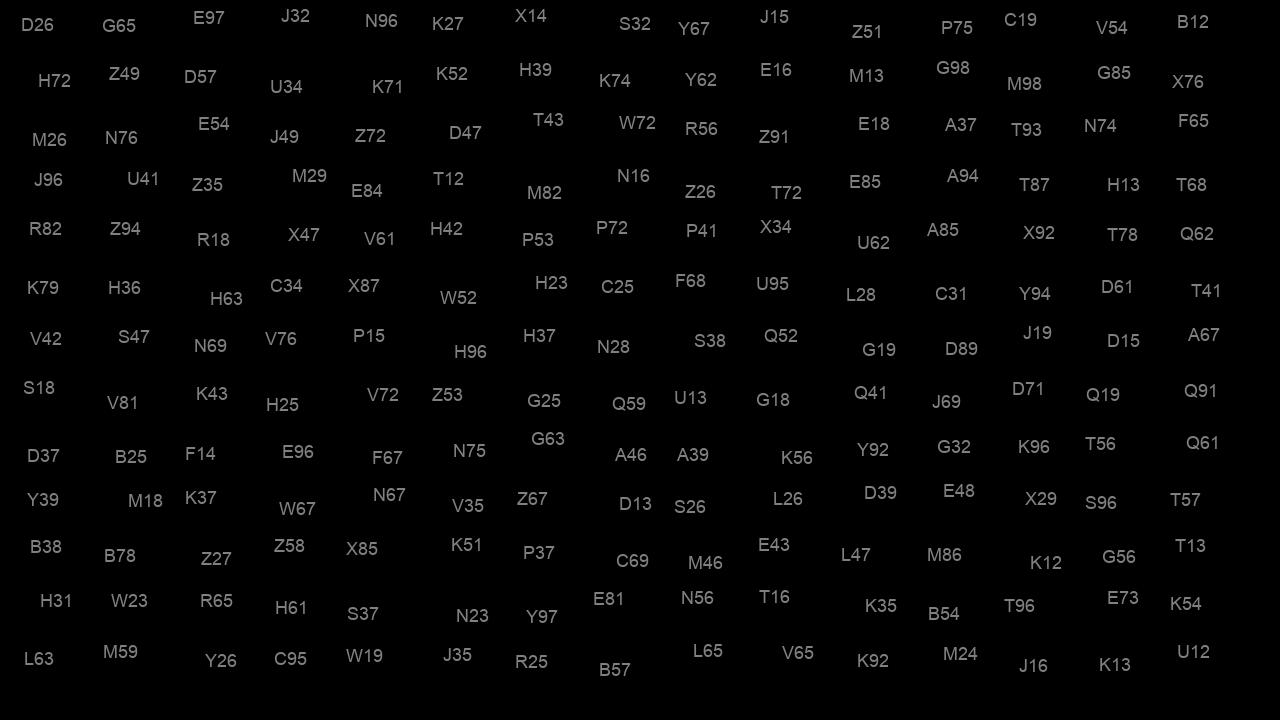 D26 G65 E97 J32 N96 K27 X14 S32 Y67 J15 Z51 P75 C19 V54 B12
H72 Z49 D57 U34 K71 K52 H39 K74 Y62 E16 M13 G98 M98 G85 X76
M26 N76 E54 J49 Z72 D47 T43 W72 R56 Z91 E18 A37 T93 N74 F65
J96 U41 Z35 M29 E84 T12 M82 N16 Z26 T72 E85 A94 T87 H13 T68
R82 Z94 R18 X47 V61 H42 P53 P72 P41 X34 U62 A85 X92 T78 Q62
K79 H36 H63 C34 X87 W52 H23 C25 F68 U95 L28 C31 Y94 D61 T41
V42 S47 N69 V76 P15 H96 H37 N28 S38 Q52 G19 D89 J19 D15 A67
S18 V81 K43 H25 V72 Z53 G25 Q59 U13 G18 Q41 J69 D71 Q19 Q91
D37 B25 F14 E96 F67 N75 G63 A46 A39 K56 Y92 G32 K96 T56 Q61
Y39 M18 K37 W67 N67 V35 Z67 D13 S26 L26 D39 E48 X29 S96 T57
B38 B78 Z27 Z58 X85 K51 P37 C69 M46 E43 L47 M86 K12 G56 T13
H31 W23 R65 H61 S37 N23 Y97 E81 N56 T16 K35 B54 T96 E73 K54
L63 M59 Y26 C95 W19 J35 R25 B57 L65 V65 K92 M24 J16 K13 U12